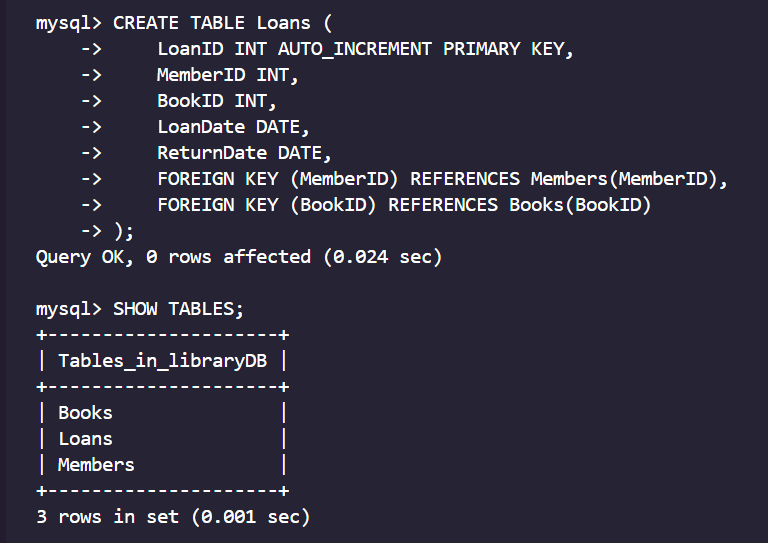 mysql> CREATE TABLE Loans (
    ->     LoanID INT AUTO_INCREMENT PRIMARY KEY,
    ->     MemberID INT,
    ->     BookID INT,
    ->     LoanDate DATE,
    ->     ReturnDate DATE,
    ->     FOREIGN KEY (MemberID) REFERENCES Members(MemberID),
    ->     FOREIGN KEY (BookID) REFERENCES Books(BookID)
    -> );
Query OK, 0 rows affected (0.024 sec)

mysql> SHOW TABLES;
+---------------------+
| Tables_in_libraryDB |
+---------------------+
| Books               |
| Loans               |
| Members             |
+---------------------+
3 rows in set (0.001 sec)